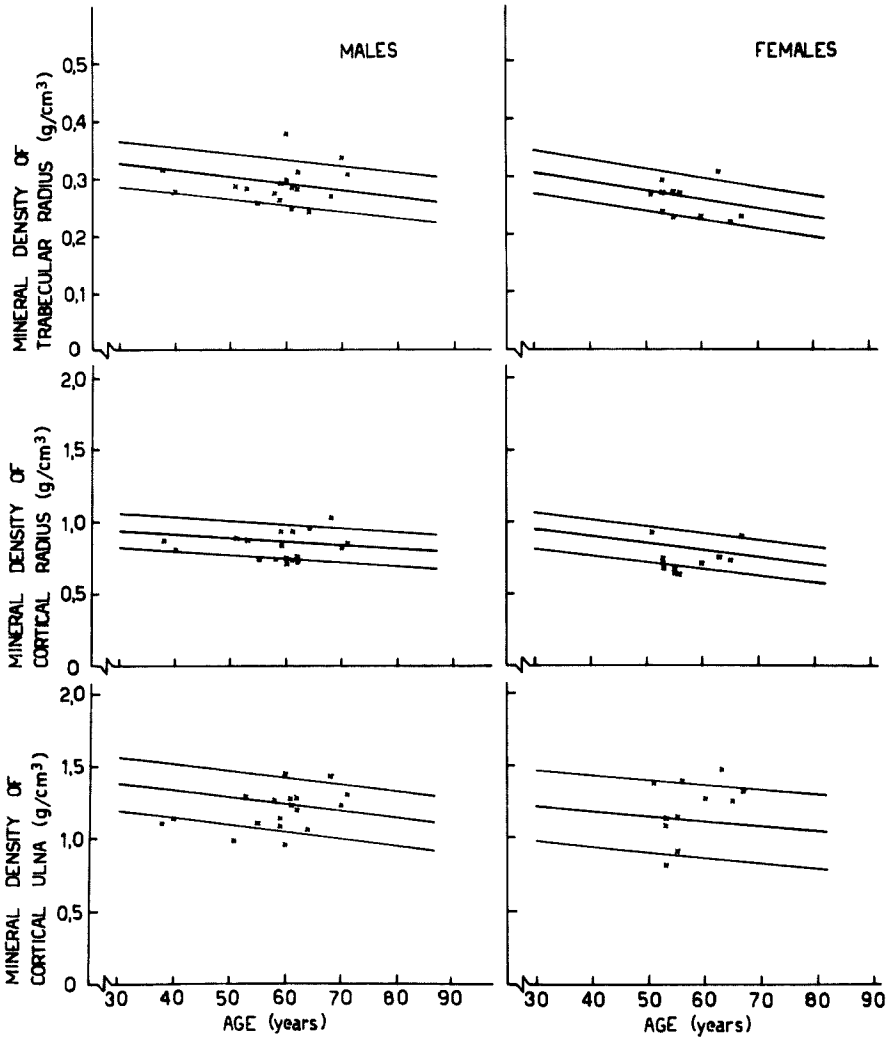 MALES
FEMALES
MINERAL DENSITY OF
TRABECULAR RADIUS (g/cm³)
0,5
0,4
0,3
0,2
0,1
0
MINERAL DENSITY OF
CORTICAL RADIUS (g/cm³)
2,0
1,5
1,0
0,5
0
MINERAL DENSITY OF
CORTICAL ULNA (g/cm³)
2,0
1,5
1,0
0,5
0
30 40 50 60 70 80 90
AGE (years)
30 40 50 60 70 80 90
AGE (years)